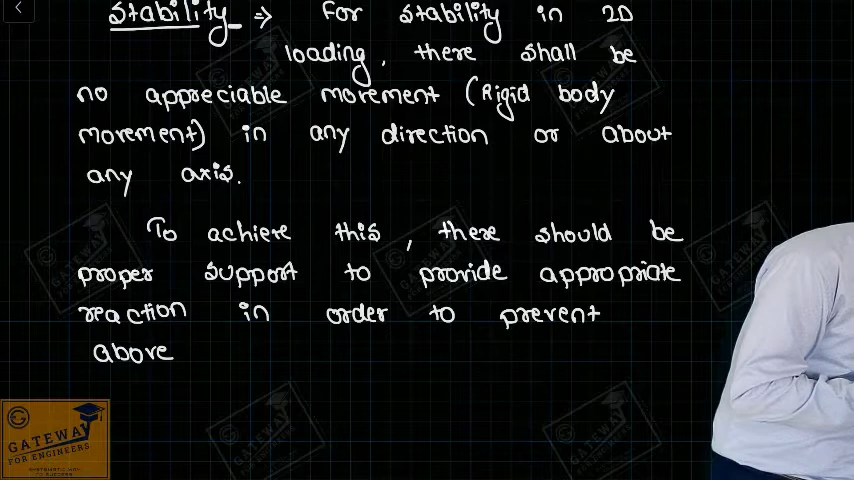 Stability ⇒ For stability in 2D
loading, there shall be
no appreciable movement (Rigid body
movement) in any direction or about
any axis.
To achieve this, there should be
proper support to provide appropriate
reaction in order to prevent
above
GATEWAY
FOR ENGINEERS